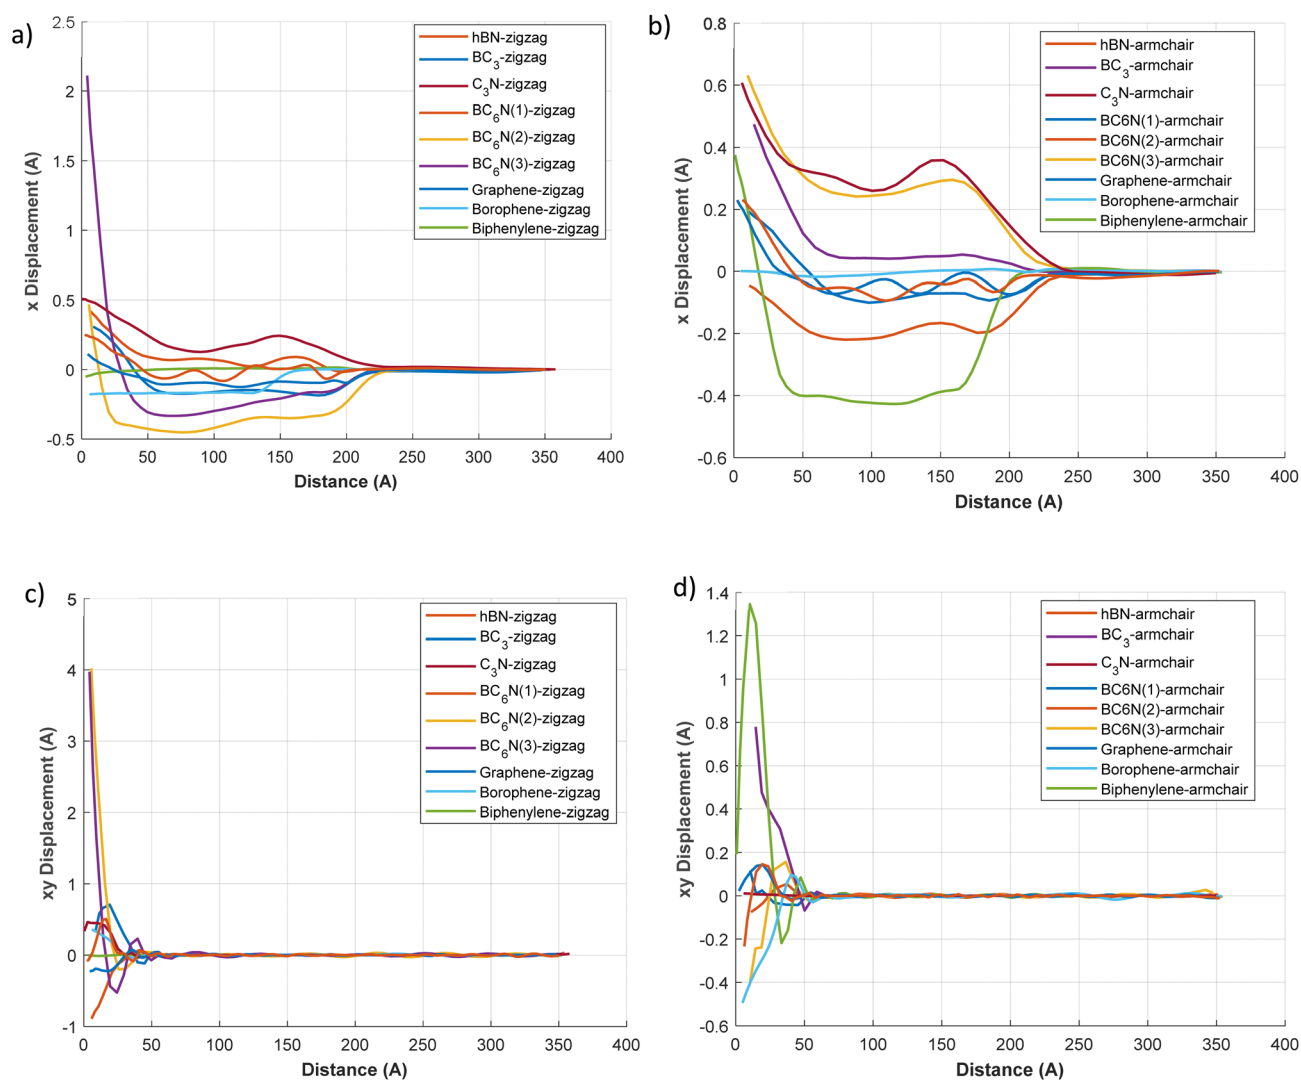 a)
2.5
2
1.5
1
0.5
0
-0.5
x Displacement (A)
0 50 100 150 200 250 300 350 400
Distance (A)
hBN-zigzag
BC3-zigzag
C3N-zigzag
BC6N(1)-zigzag
BC6N(2)-zigzag
BC6N(3)-zigzag
Graphene-zigzag
Borophene-zigzag
Biphenylene-zigzag
b)
0.8
0.6
0.4
0.2
0
-0.2
-0.4
-0.6
x Displacement (A)
0 50 100 150 200 250 300 350 400
Distance (A)
hBN-armchair
BC3-armchair
C3N-armchair
BC6N(1)-armchair
BC6N(2)-armchair
BC6N(3)-armchair
Graphene-armchair
Borophene-armchair
Biphenylene-armchair
c)
5
4
3
2
1
0
-1
xy Displacement (A)
0 50 100 150 200 250 300 350 400
Distance (A)
hBN-zigzag
BC3-zigzag
C3N-zigzag
BC6N(1)-zigzag
BC6N(2)-zigzag
BC6N(3)-zigzag
Graphene-zigzag
Borophene-zigzag
Biphenylene-zigzag
d)
1.4
1.2
1
0.8
0.6
0.4
0.2
0
-0.2
-0.4
-0.6
xy Displacement (A)
0 50 100 150 200 250 300 350 400
Distance (A)
hBN-armchair
BC3-armchair
C3N-armchair
BC6N(1)-armchair
BC6N(2)-armchair
BC6N(3)-armchair
Graphene-armchair
Borophene-armchair
Biphenylene-armchair